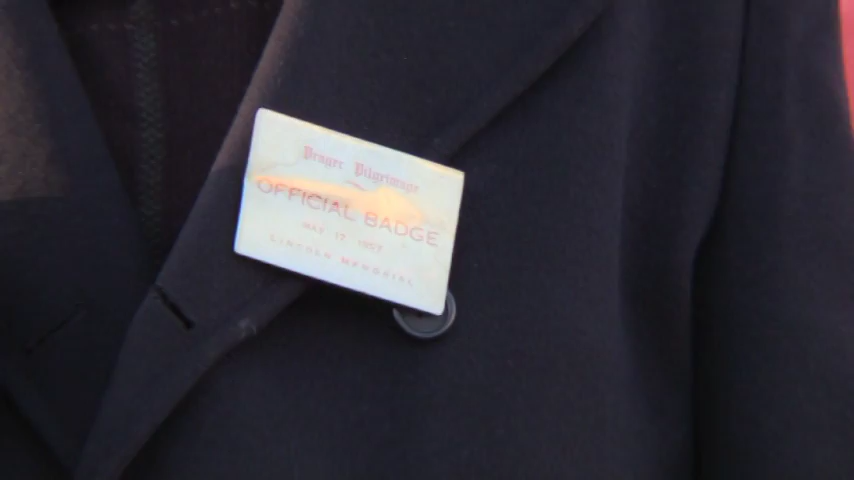 Prayer Pilgrimage
OFFICIAL BADGE
MAY 17 1957
LINCOLN MEMORIAL